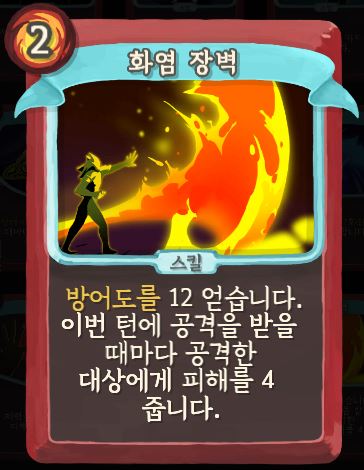 2
화염 장벽
스킬
방어도를 12 얻습니다.
이번 턴에 공격을 받을
때마다 공격한
대상에게 피해를 4
줍니다.